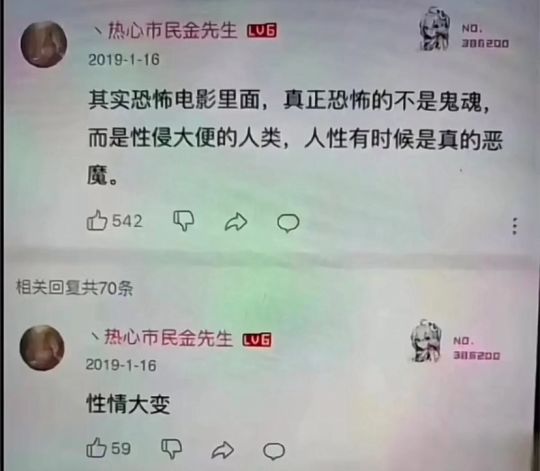 丶热心市民金先生 LV6
NO.
386200
2019-1-16
其实恐怖电影里面，真正恐怖的不是鬼魂，
而是性侵大便的人类，人性有时候是真的恶
魔。
542
相关回复共70条
丶热心市民金先生 LV6
NO.
386200
2019-1-16
性情大变
59